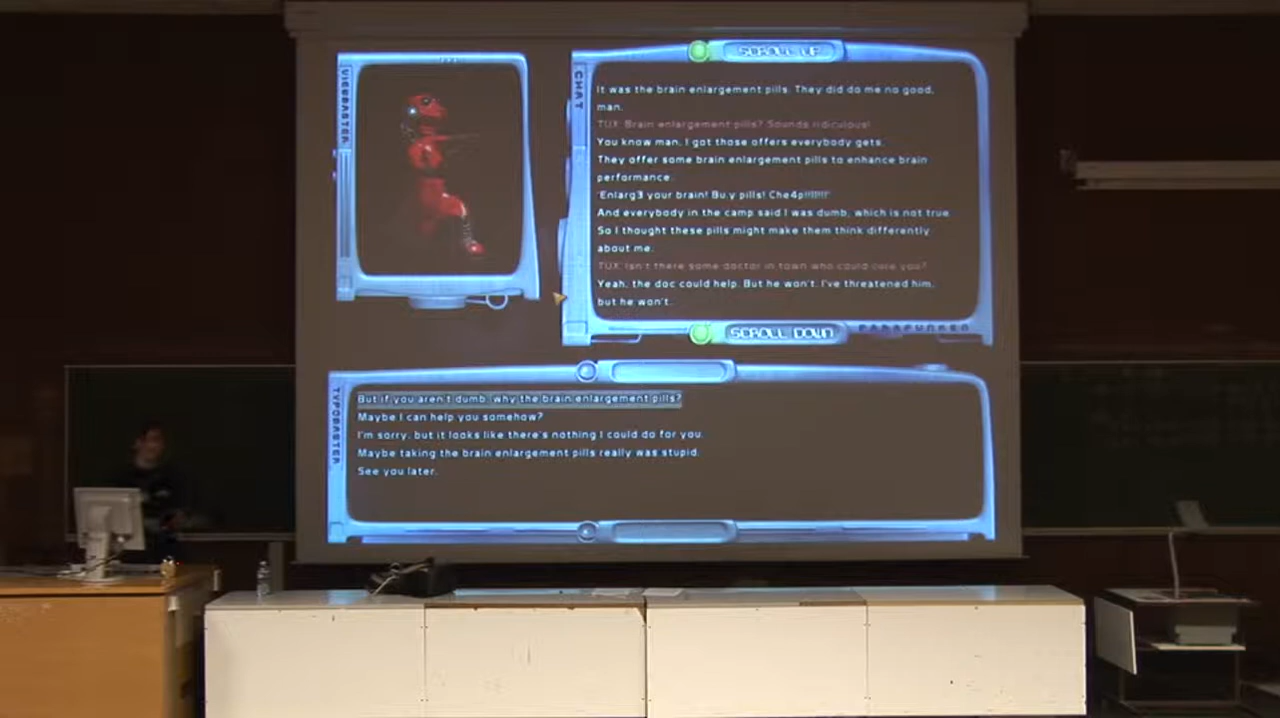 SCROLL UP
VIEWBASTER
CHAT
It was the brain enlargement pills. They did do me no good,
man.
TUX: Brain enlargement pills? Sounds ridiculous!
You know man, I got those offers everybody gets.
They offer some brain enlargement pills to enhance brain
performance.
'Enlarg3 your brain! Bu.y pills! Che4p!!!!!!!'
And everybody in the camp said I was dumb, which is not true.
So I thought these pills might make them think differently
about me.
TUX: Isn't there some doctor in town who could cure you?
Yeah, the doc could help. But he won't. I've threatened him,
but he won't.
SCROLL DOWN
PARAFUNKEN
TYPOBASTER
But if you aren't dumb, why the brain enlargement pills?
Maybe I can help you somehow?
I'm sorry, but it looks like there's nothing I could do for you.
Maybe taking the brain enlargement pills really was stupid.
See you later.